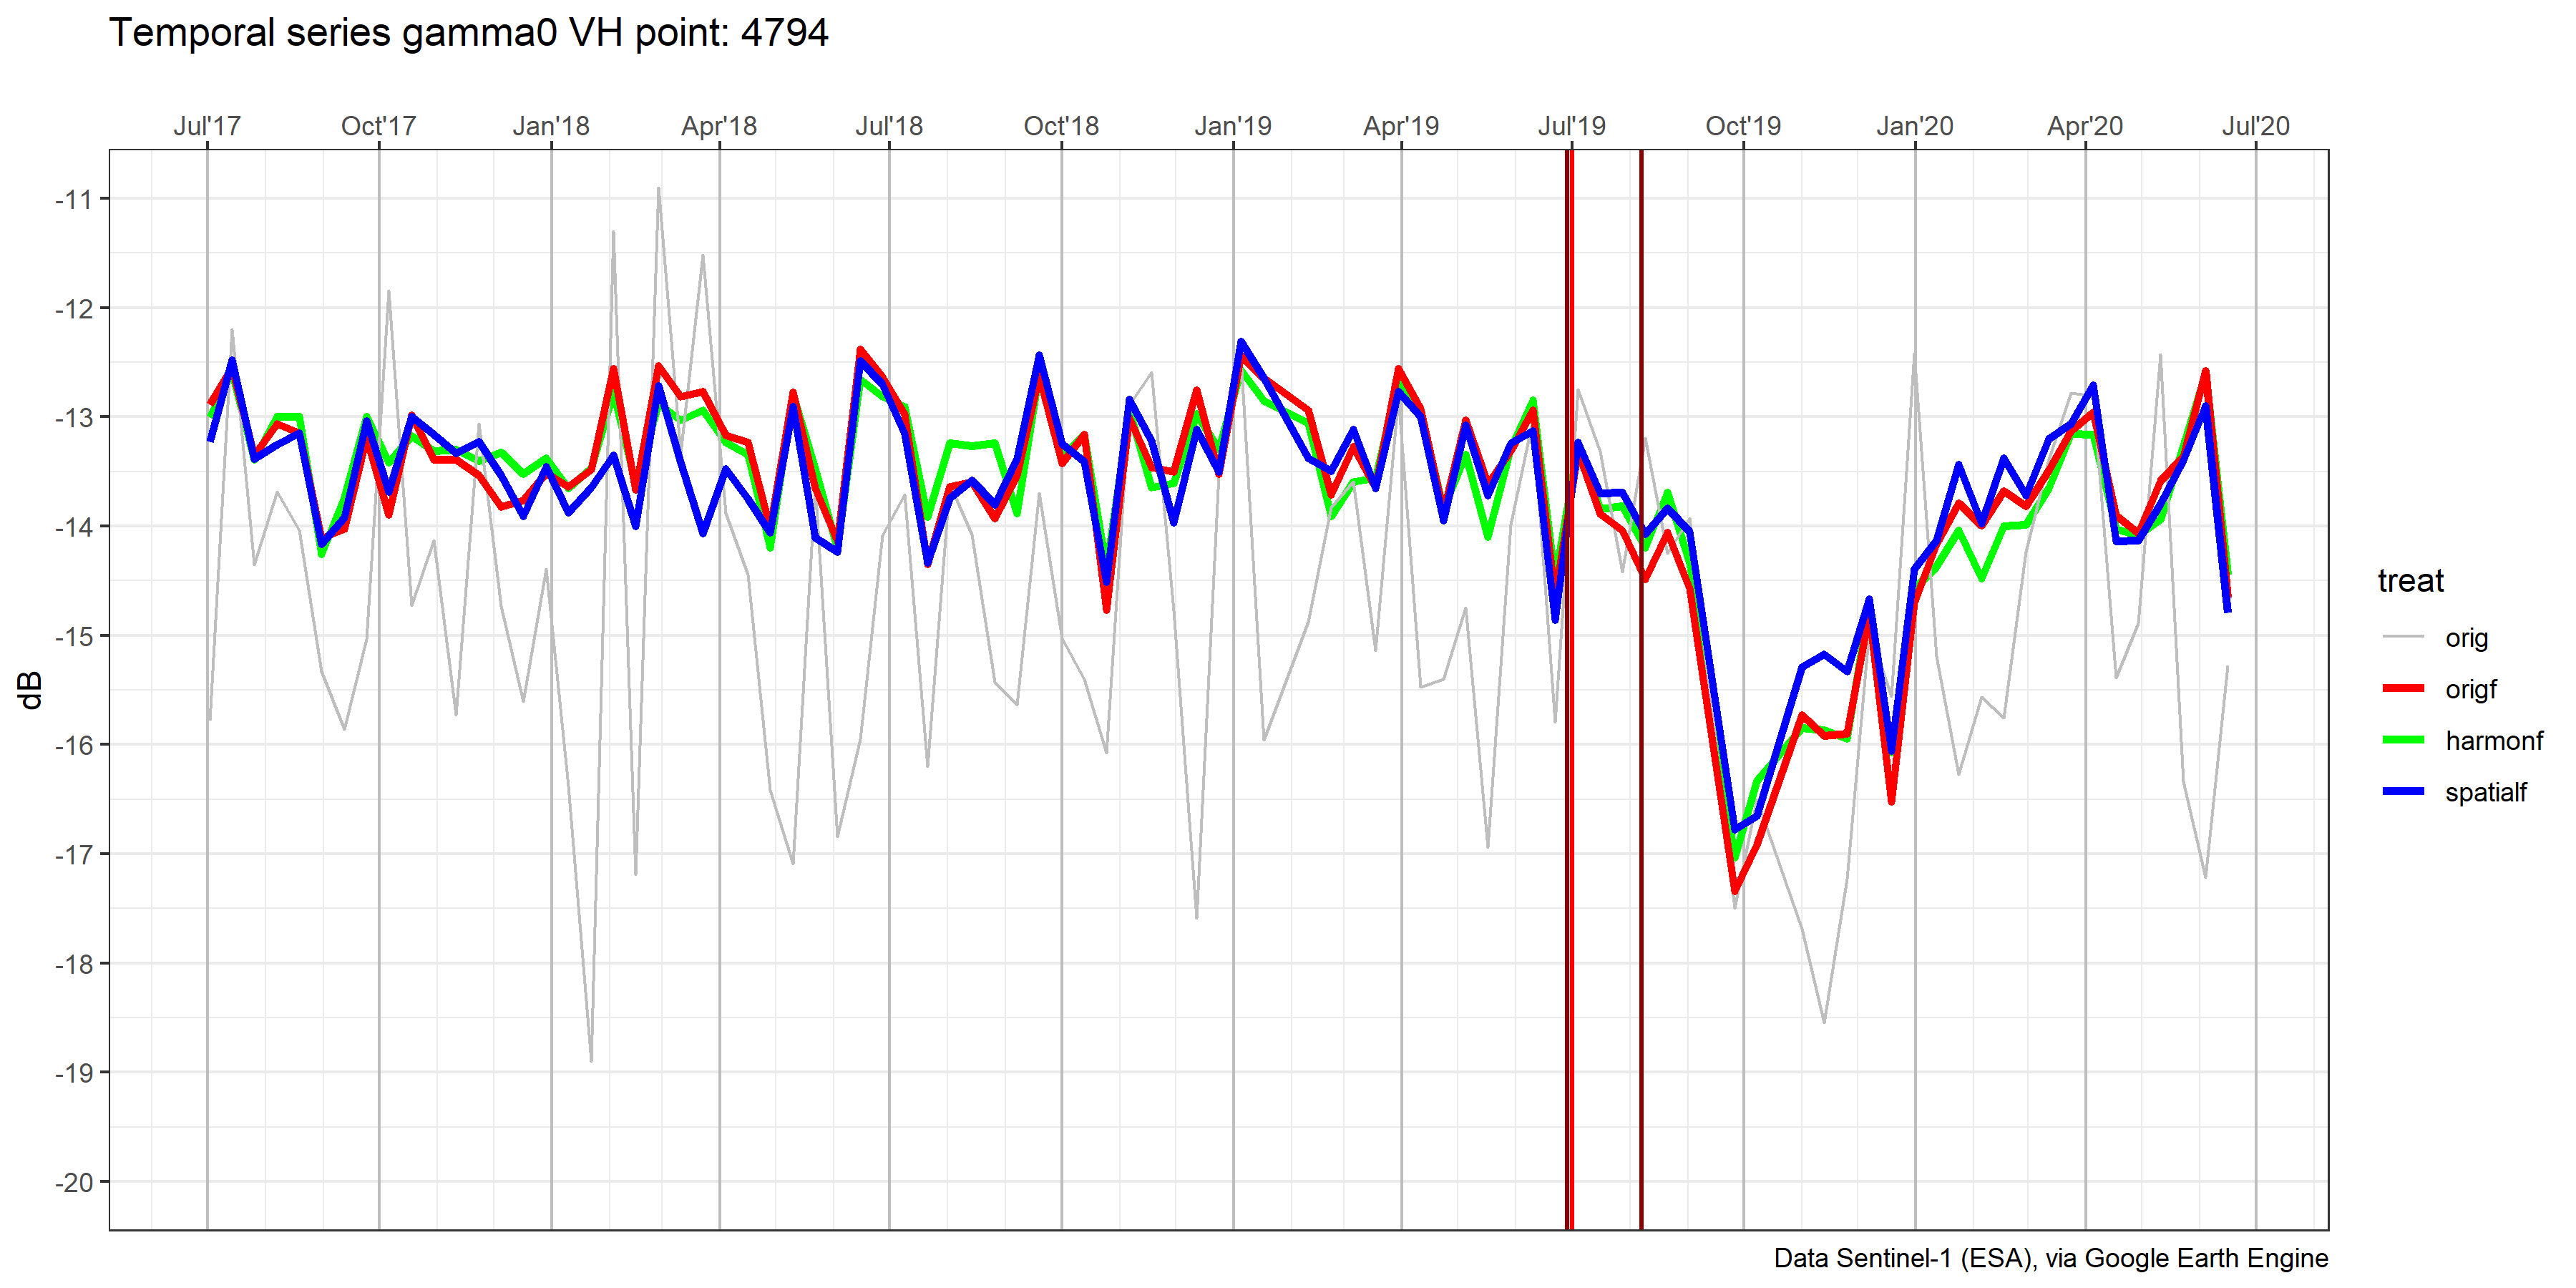 Temporal series gamma0 VH point: 4794
Jul'17 Oct'17 Jan'18 Apr'18 Jul'18 Oct'18 Jan'19 Apr'19 Jul'19 Oct'19 Jan'20 Apr'20 Jul'20
-11
-12
-13
-14
-15
-16
-17
-18
-19
-20
dB
treat
orig
origf
harmonf
spatialf
Data Sentinel-1 (ESA), via Google Earth Engine